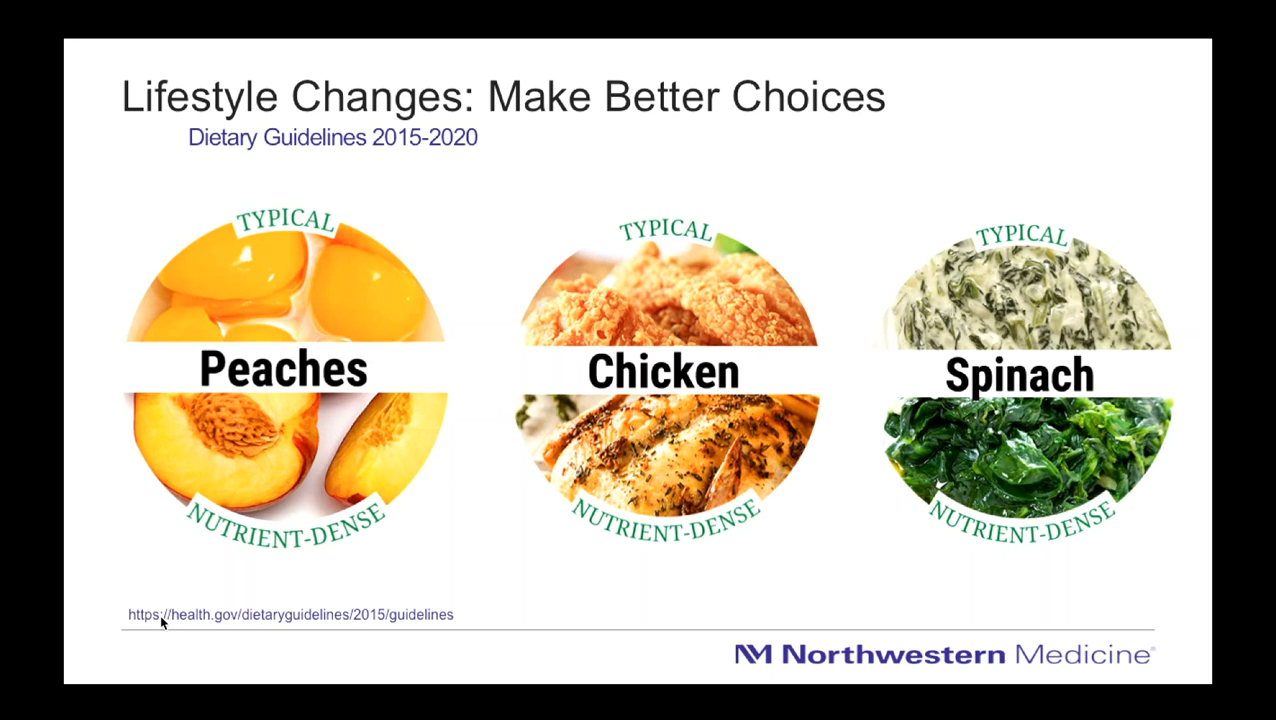 Lifestyle Changes: Make Better Choices
Dietary Guidelines 2015-2020
TYPICAL
Peaches
NUTRIENT-DENSE
TYPICAL
Chicken
NUTRIENT-DENSE
TYPICAL
Spinach
NUTRIENT-DENSE
https://health.gov/dietaryguidelines/2015/guidelines
NM Northwestern Medicine®